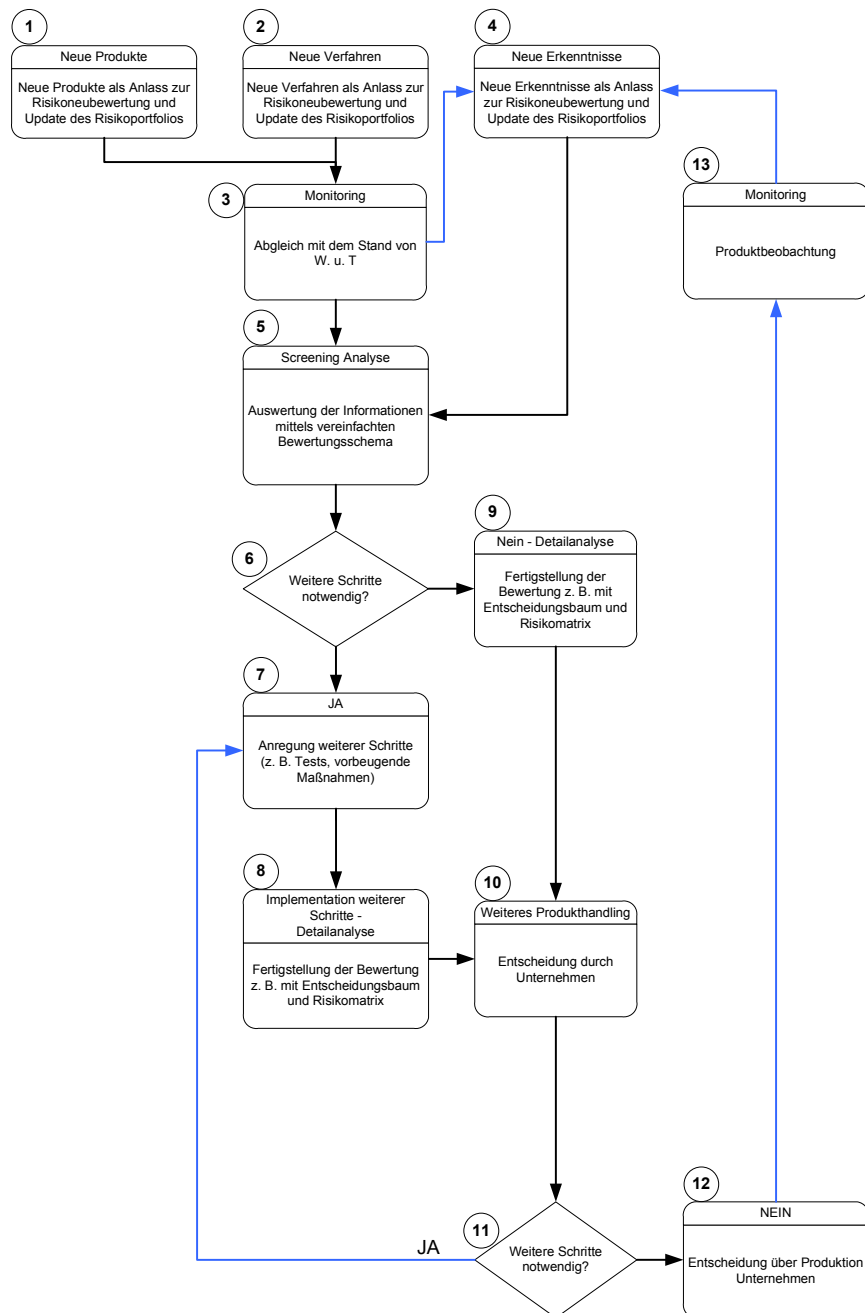 1
Neue Produkte
Neue Produkte als Anlass zur
Risikoneubewertung und
Update des Risikoportfolios
2
Neue Verfahren
Neue Verfahren als Anlass zur
Risikoneubewertung und
Update des Risikoportfolios
4
Neue Erkenntnisse
Neue Erkenntnisse als Anlass
zur Risikoneubewertung und
Update des Risikoportfolios
3
Monitoring
Abgleich mit dem Stand von
W. u. T
13
Monitoring
Produktbeobachtung
5
Screening Analyse
Auswertung der Informationen
mittels vereinfachten
Bewertungsschema
6
Weitere Schritte
notwendig?
9
Nein - Detailanalyse
Fertigstellung der
Bewertung z. B. mit
Entscheidungsbaum und
Risikomatrix
7
JA
Anregung weiterer Schritte
(z. B. Tests, vorbeugende
Maßnahmen)
8
Implementation weiterer
Schritte -
Detailanalyse
Fertigstellung der Bewertung
z. B. mit Entscheidungsbaum
und Risikomatrix
10
Weiteres Produkthandling
Entscheidung durch
Unternehmen
11
Weitere Schritte
notwendig?
JA
12
NEIN
Entscheidung über Produktion
Unternehmen